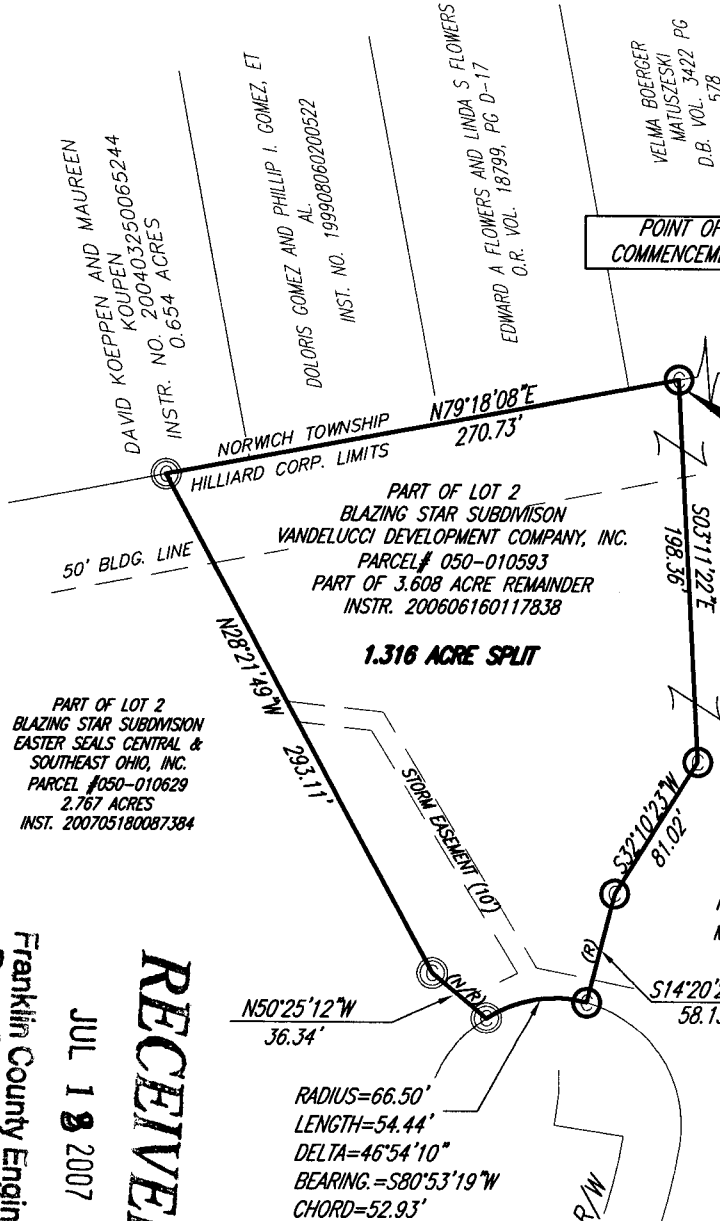 DAVID KOEPPEN AND MAUREEN
KOUPEN
INSTR. NO. 200403250065244
0.654 ACRES
DOLORIS GOMEZ AND PHILLIP I. GOMEZ, ET
AL.
INST. NO. 199908060200522
EDWARD A FLOWERS AND LINDA S FLOWERS
O.R. VOL. 18799, PG D-17
VELMA BOERGER
MATUSZESKI
D.B. VOL. 3422 PG
578
POINT OF
COMMENCEM
NORWICH TOWNSHIP
HILLIARD CORP. LIMITS
N79°18'08"E
270.73'
50' BLDG. LINE
PART OF LOT 2
BLAZING STAR SUBDIVISON
VANDELUCCI DEVELOPMENT COMPANY, INC.
PARCEL# 050-010593
PART OF 3.608 ACRE REMAINDER
INSTR. 200606160117838
1.316 ACRE SPLIT
S03°11'22"E
198.36'
N28°21'49"W
293.11'
PART OF LOT 2
BLAZING STAR SUBDIVISION
EASTER SEALS CENTRAL &
SOUTHEAST OHIO, INC.
PARCEL #050-010629
2.767 ACRES
INST. 200705180087384
STORM EASEMENT (10')
S32°10'23"W
81.02'
(R)
S14°20'2
58.13
(N/R)
N50°25'12"W
36.34'
RADIUS=66.50'
LENGTH=54.44'
DELTA=46°54'10"
BEARING.=S80°53'19"W
CHORD=52.93'
R/W
RECEIVE
JUL 18 2007
Franklin County Engin